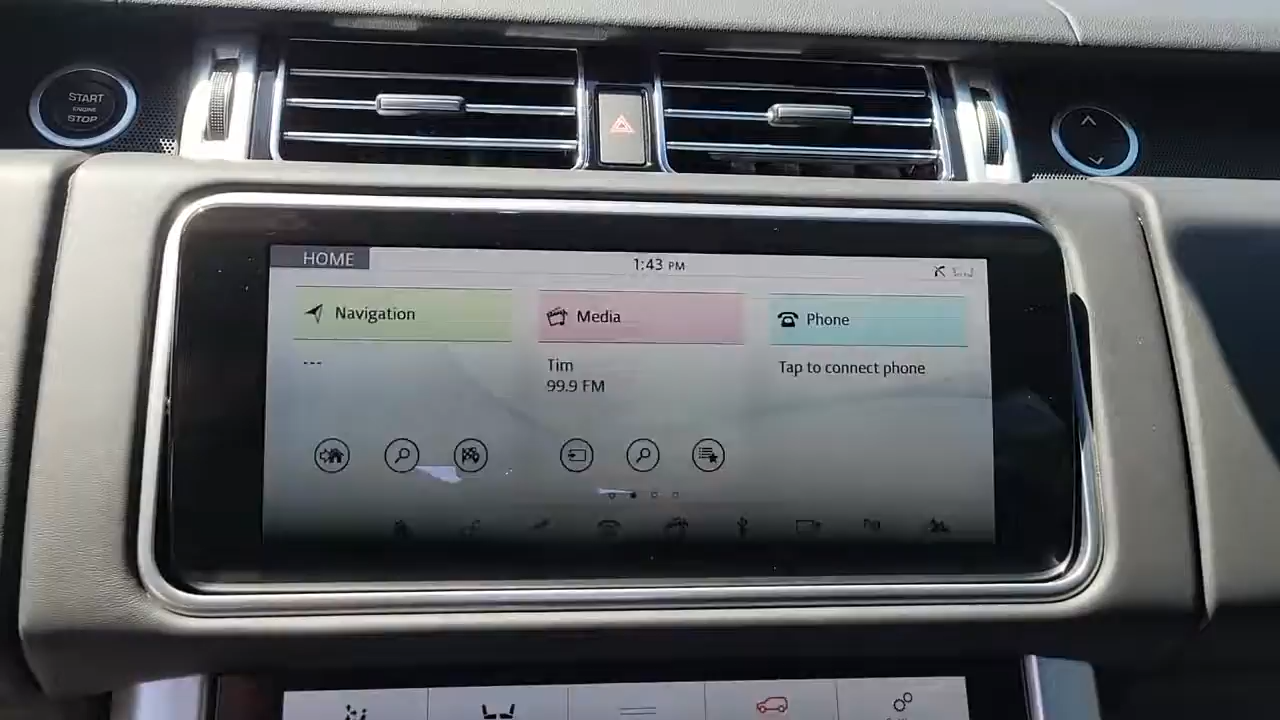 START
ENGINE
STOP
HOME
1:43 PM
Navigation
Media
Phone
---
Tim
99.9 FM
Tap to connect phone